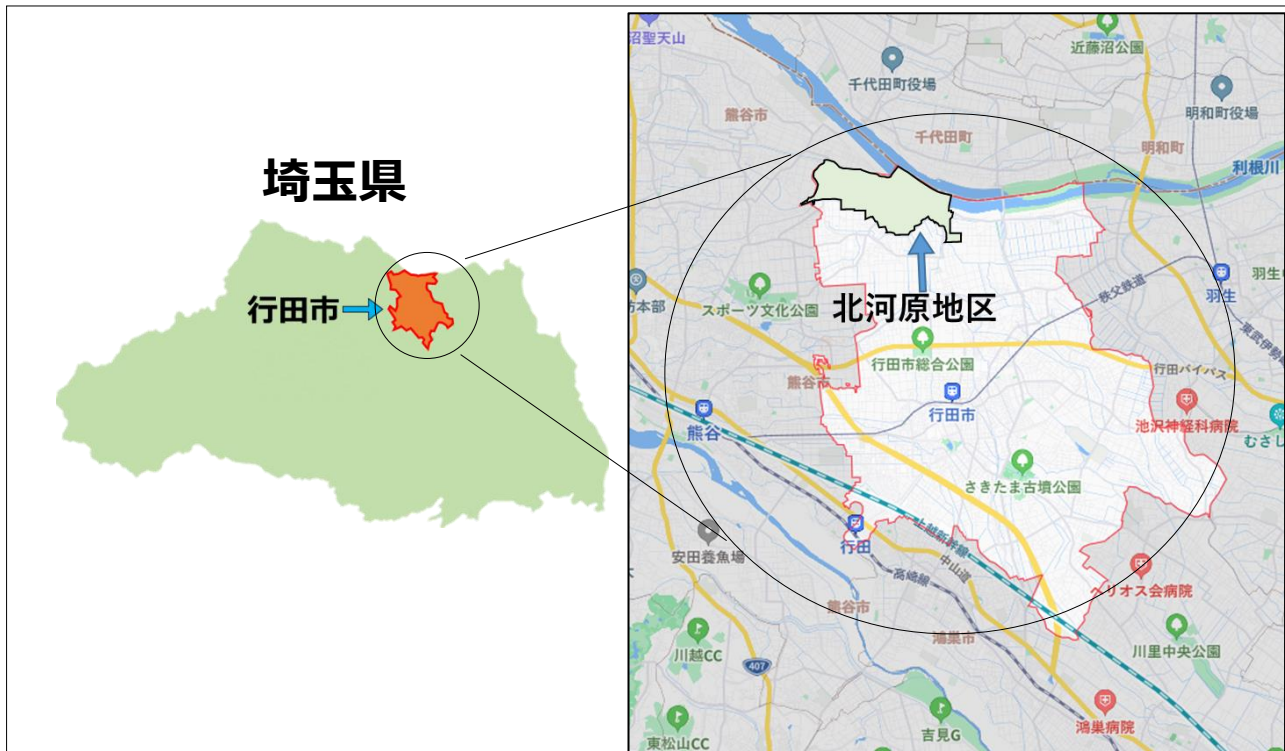 埼玉県
行田市
沼聖天山
近藤沼公園
千代田町役場
明和町役場
熊谷市
千代田町
明和町
利根川
羽生
スポーツ文化公園
北河原地区
秩父鉄道
行田市総合公園
熊谷市
行田バイパス
行田市
熊谷
池沢神経科病院
むさし
さきたま古墳公園
行田
上越新幹線
中山道
安田養魚場
高崎線
ヘリオス会病院
熊谷市
鴻巣市
川越CC
407
川里中央公園
鴻巣病院
吉見G
東松山CC